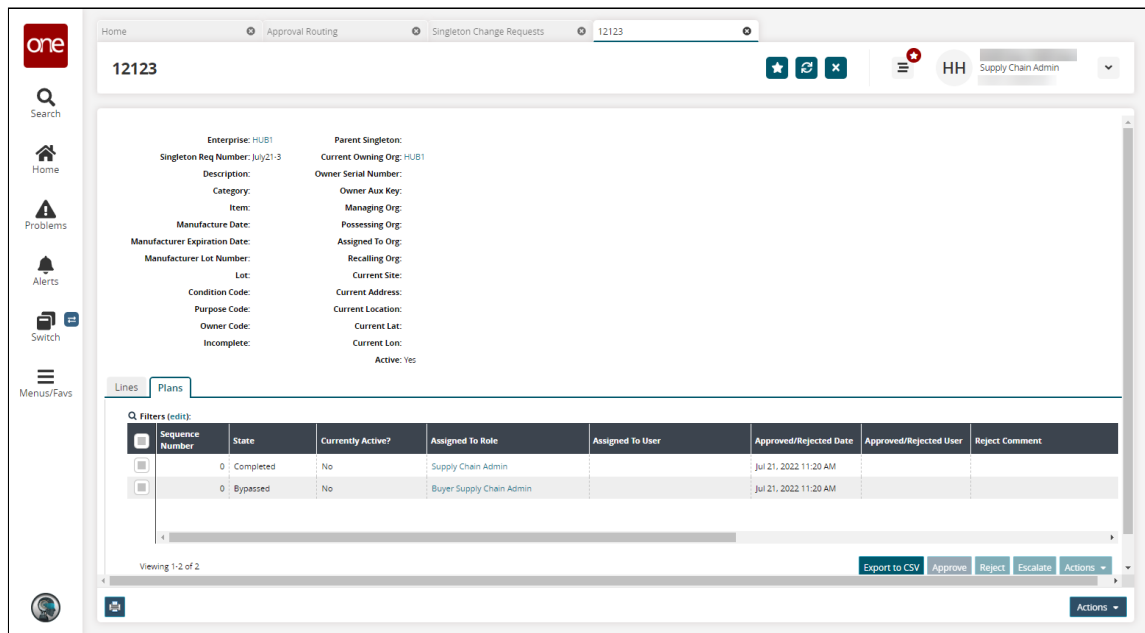 one
Home
Approval Routing
Singleton Change Requests
12123
12123
HH
Supply Chain Admin
Search
Home
Problems
Alerts
Switch
Menus/Favs
Enterprise: HUB1
Parent Singleton:
Singleton Req Number: July21-3
Current Owning Org: HUB1
Description:
Owner Serial Number:
Category:
Owner Aux Key:
Item:
Managing Org:
Manufacture Date:
Possessing Org:
Manufacturer Expiration Date:
Assigned To Org:
Manufacturer Lot Number:
Recalling Org:
Lot:
Current Site:
Condition Code:
Current Address:
Purpose Code:
Current Location:
Owner Code:
Current Lat:
Incomplete:
Current Lon:
Active: Yes
Lines
Plans
Filters (edit):
Sequence Number
State
Currently Active?
Assigned To Role
Assigned To User
Approved/Rejected Date
Approved/Rejected User
Reject Comment
0 Completed No Supply Chain Admin Jul 21, 2022 11:20 AM
0 Bypassed No Buyer Supply Chain Admin Jul 21, 2022 11:20 AM
Viewing 1-2 of 2
Export to CSV
Approve
Reject
Escalate
Actions
Actions